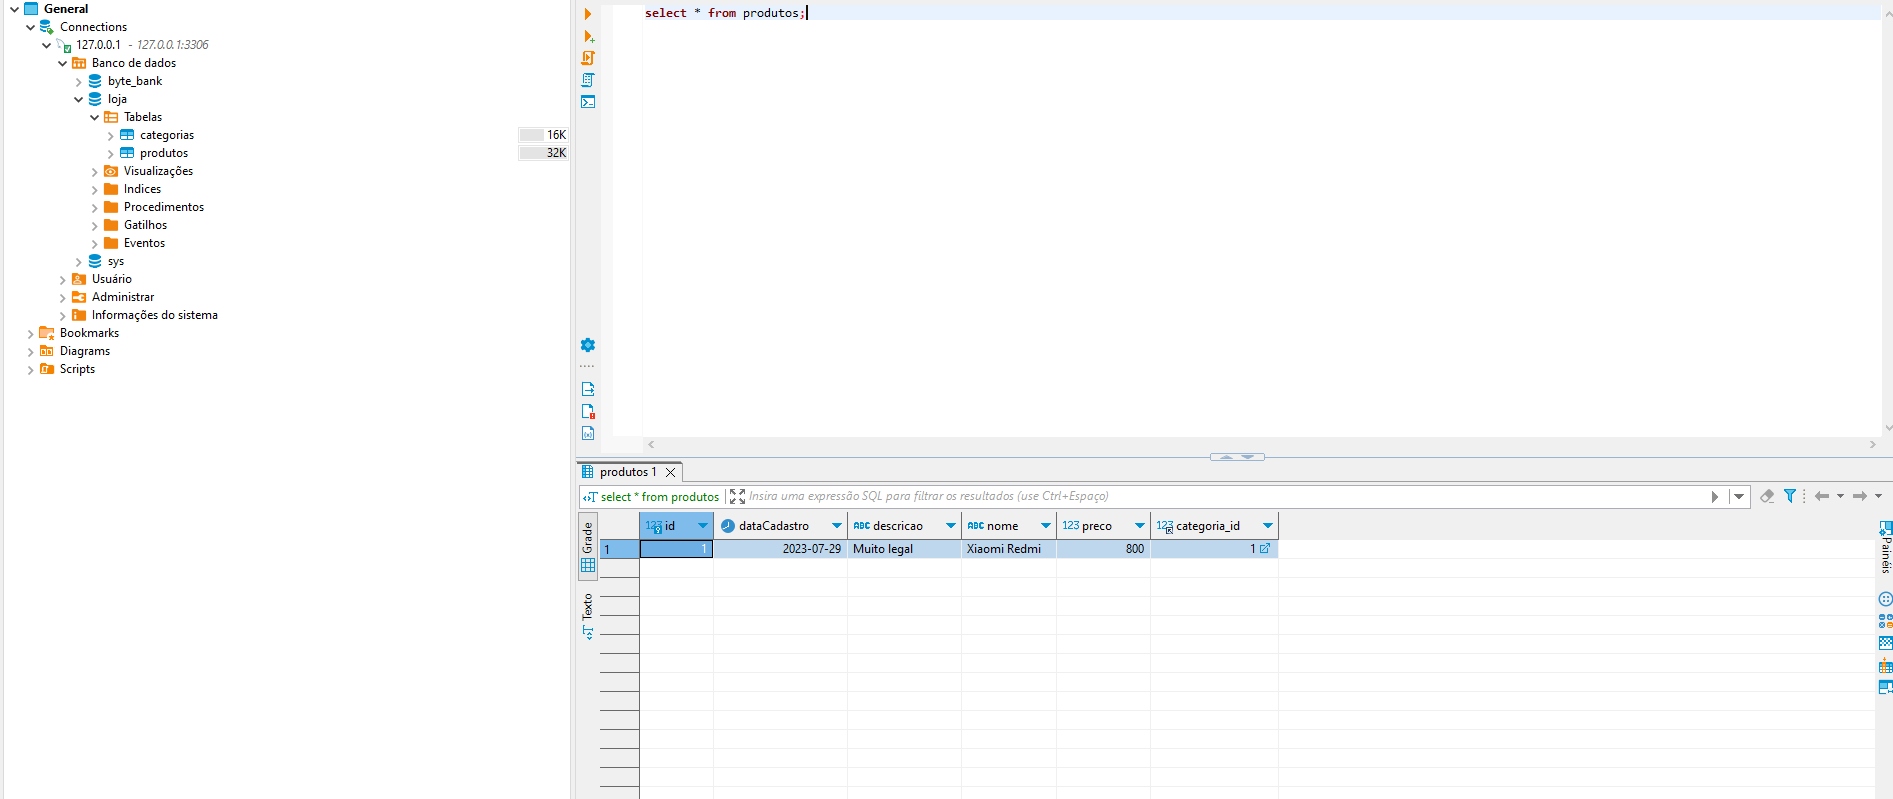 General
Connections
127.0.0.1 - 127.0.0.1:3306
Banco de dados
byte_bank
loja
Tabelas
categorias 16K
produtos 32K
Visualizações
Indices
Procedimentos
Gatilhos
Eventos
sys
Usuário
Administrar
Informações do sistema
Bookmarks
Diagrams
Scripts
select * from produtos;
produtos 1
select * from produtos Insira uma expressão SQL para filtrar os resultados (use Ctrl+Espaço)
Grade
Texto
123 id dataCadastro ABC descricao ABC nome 123 preco 123 categoria_id
1 1 2023-07-29 Muito legal Xiaomi Redmi 800 1
Painéis